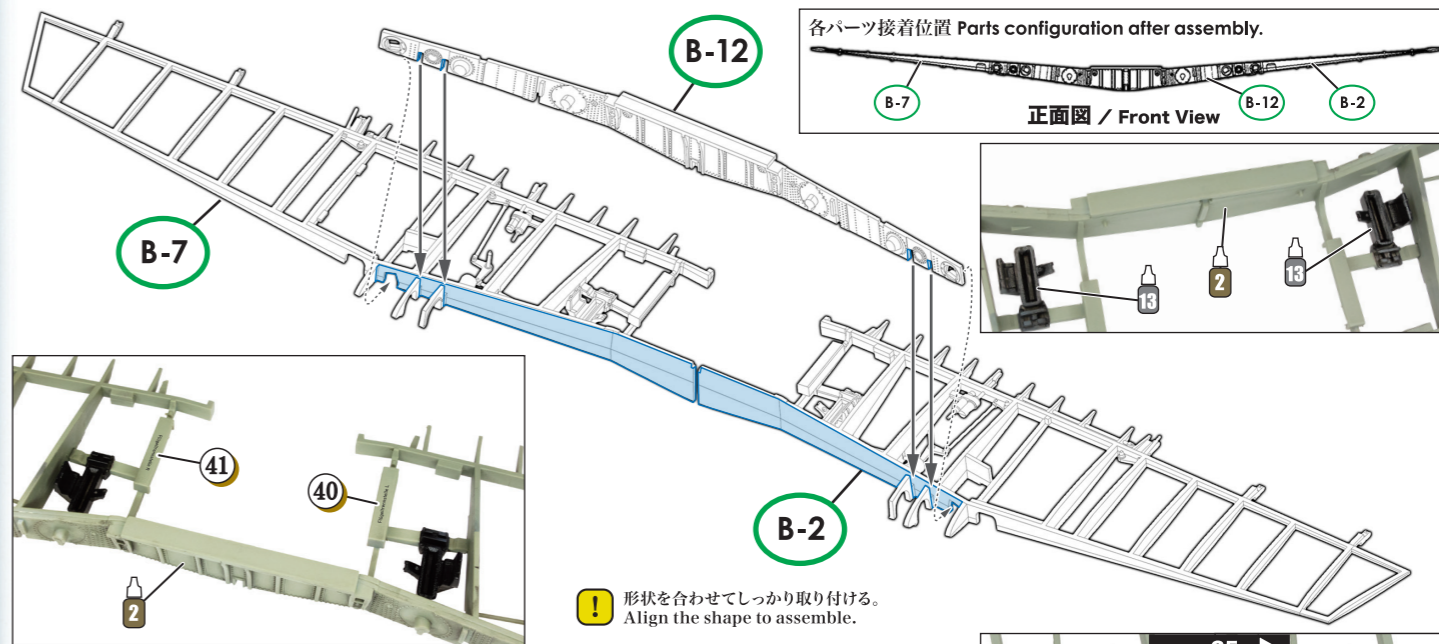 各パーツ接着位置 Parts configuration after assembly.
B-7
B-12
B-2
正面図 / Front View
B-12
B-7
13
2
13
41
40
2
B-2
! 形状を合わせてしっかり取り付ける。
Align the shape to assemble.